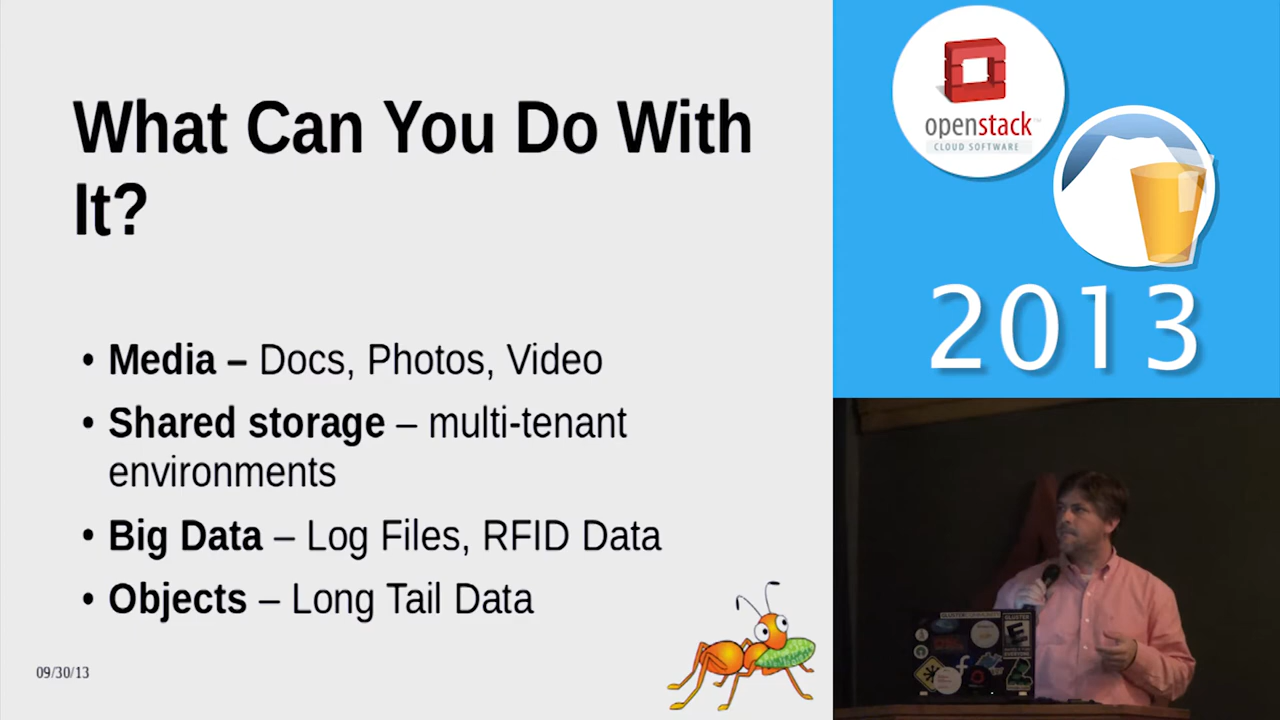 What Can You Do With
It?
• Media – Docs, Photos, Video
• Shared storage – multi-tenant
environments
• Big Data – Log Files, RFID Data
• Objects – Long Tail Data
09/30/13
openstack
CLOUD SOFTWARE
2013
GLUSTER
E